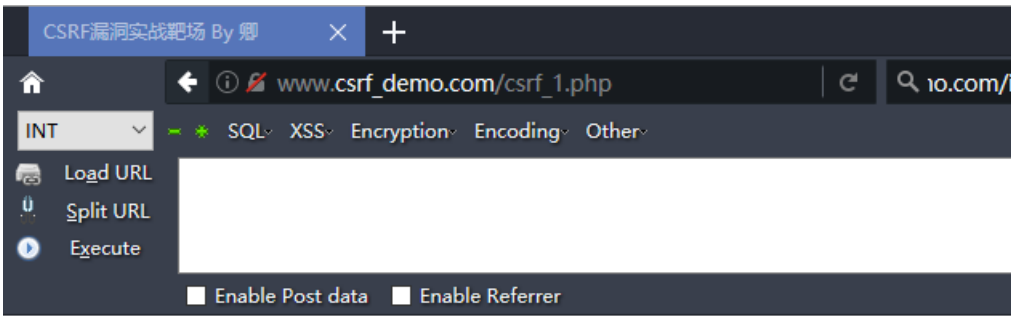 CSRF漏洞实战靶场 By 卿
www.csrf_demo.com/csrf_1.php
INT SQL XSS Encryption Encoding Other
Load URL
Split URL
Execute
Enable Post data Enable Referrer